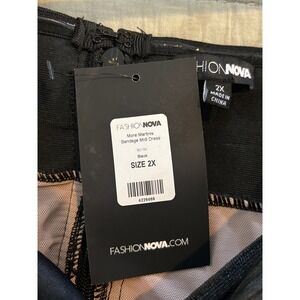 FASHIONNOVA
2X
MADE IN
CHINA
FASHIONNOVA
More Martinis
Bandage Midi Dress
Black
SIZE 2X
FASHIONNOVA.COM